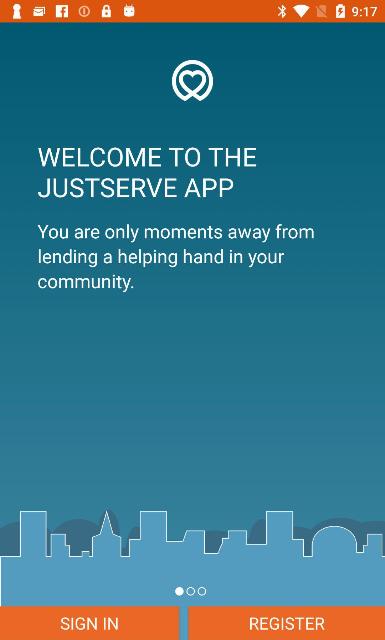 9:17
WELCOME TO THE
JUSTSERVE APP
You are only moments away from
lending a helping hand in your
community.
SIGN IN
REGISTER